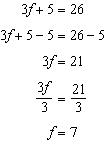 3f + 5 = 26
3f + 5 - 5 = 26 - 5
3f = 21
3f/3 = 21/3
f = 7